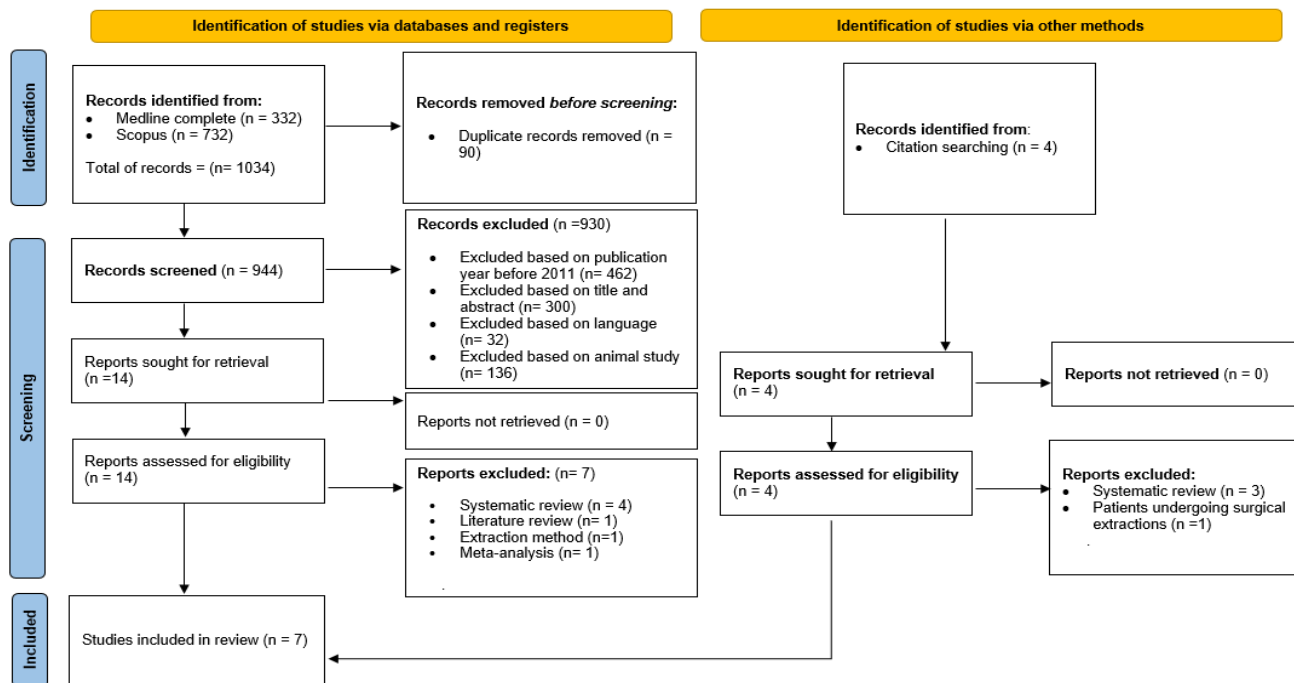 Identification of studies via databases and registers
Identification of studies via other methods
Identification
Records identified from:
• Medline complete (n = 332)
• Scopus (n = 732)
Total of records = (n= 1034)
Records removed before screening:
• Duplicate records removed (n =
90)
Records identified from:
• Citation searching (n = 4)
Screening
Records screened (n = 944)
Records excluded (n =930)
• Excluded based on publication
year before 2011 (n= 462)
• Excluded based on title and
abstract (n= 300)
• Excluded based on language
(n= 32)
• Excluded based on animal study
(n= 136)
Reports sought for retrieval
(n =14)
Reports not retrieved (n = 0)
Reports sought for retrieval
(n = 4)
Reports not retrieved (n = 0)
Reports assessed for eligibility
(n = 14)
Reports excluded: (n= 7)
• Systematic review (n = 4)
• Literature review (n= 1)
• Extraction method (n=1)
• Meta-analysis (n= 1)
.
Reports assessed for eligibility
(n = 4)
Reports excluded:
• Systematic review (n = 3)
• Patients undergoing surgical
extractions (n =1)
.
Included
Studies included in review (n = 7)